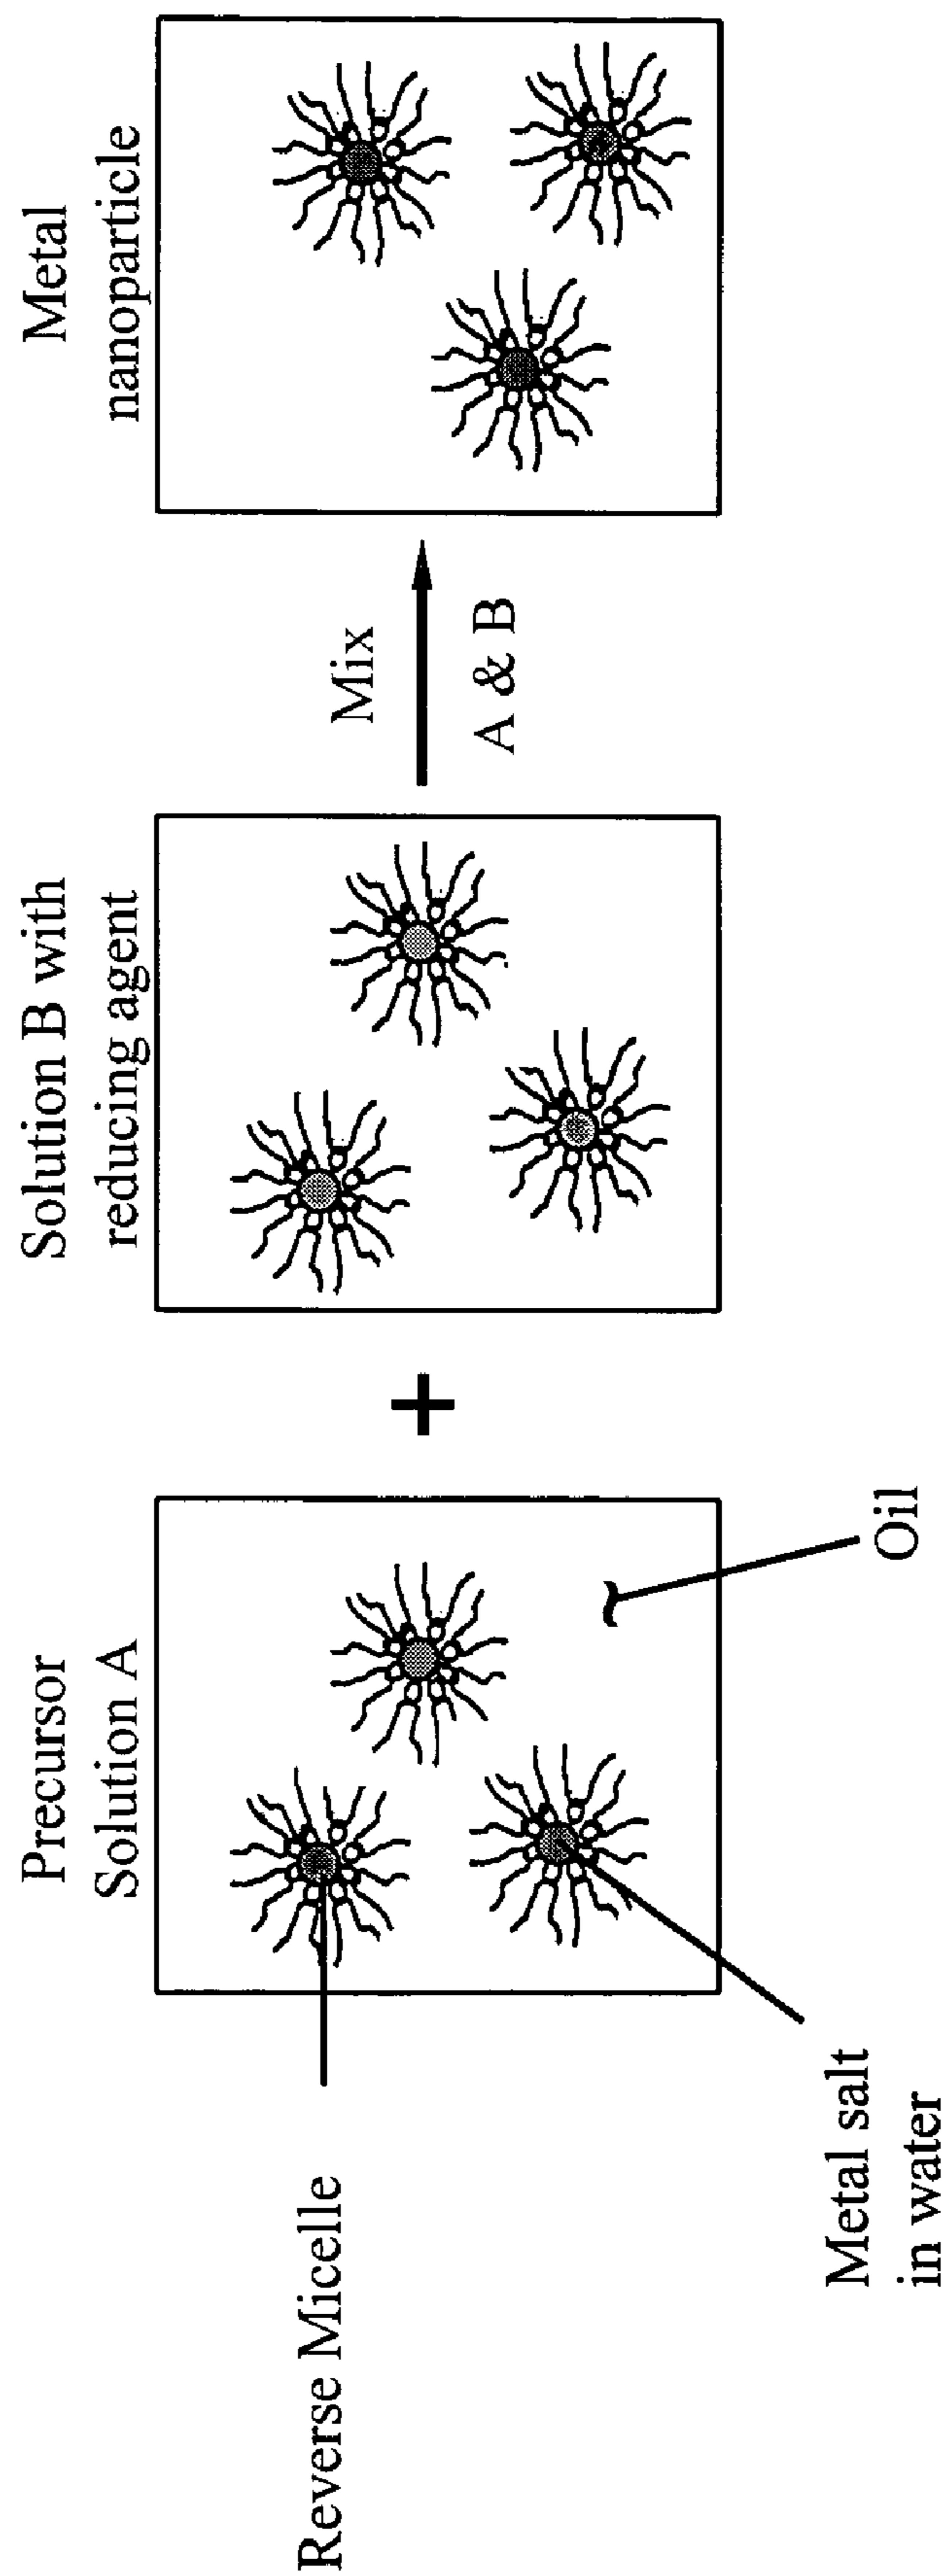 Precursor
Solution A
Solution B with
reducing agent
Metal
nanoparticle
Reverse Micelle
+
Mix
A & B
Metal salt
in water
Oil